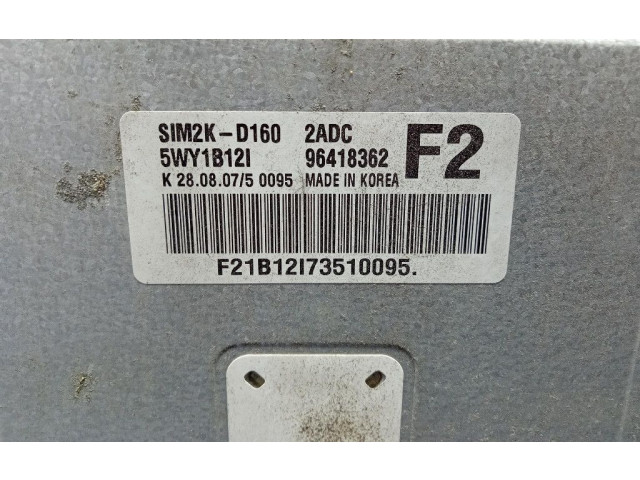 SIM2K-D160 2ADC
5WY1B12I 96418362 F2
K 28.08.07/5 0095 MADE IN KOREA
F21B12I73510095.